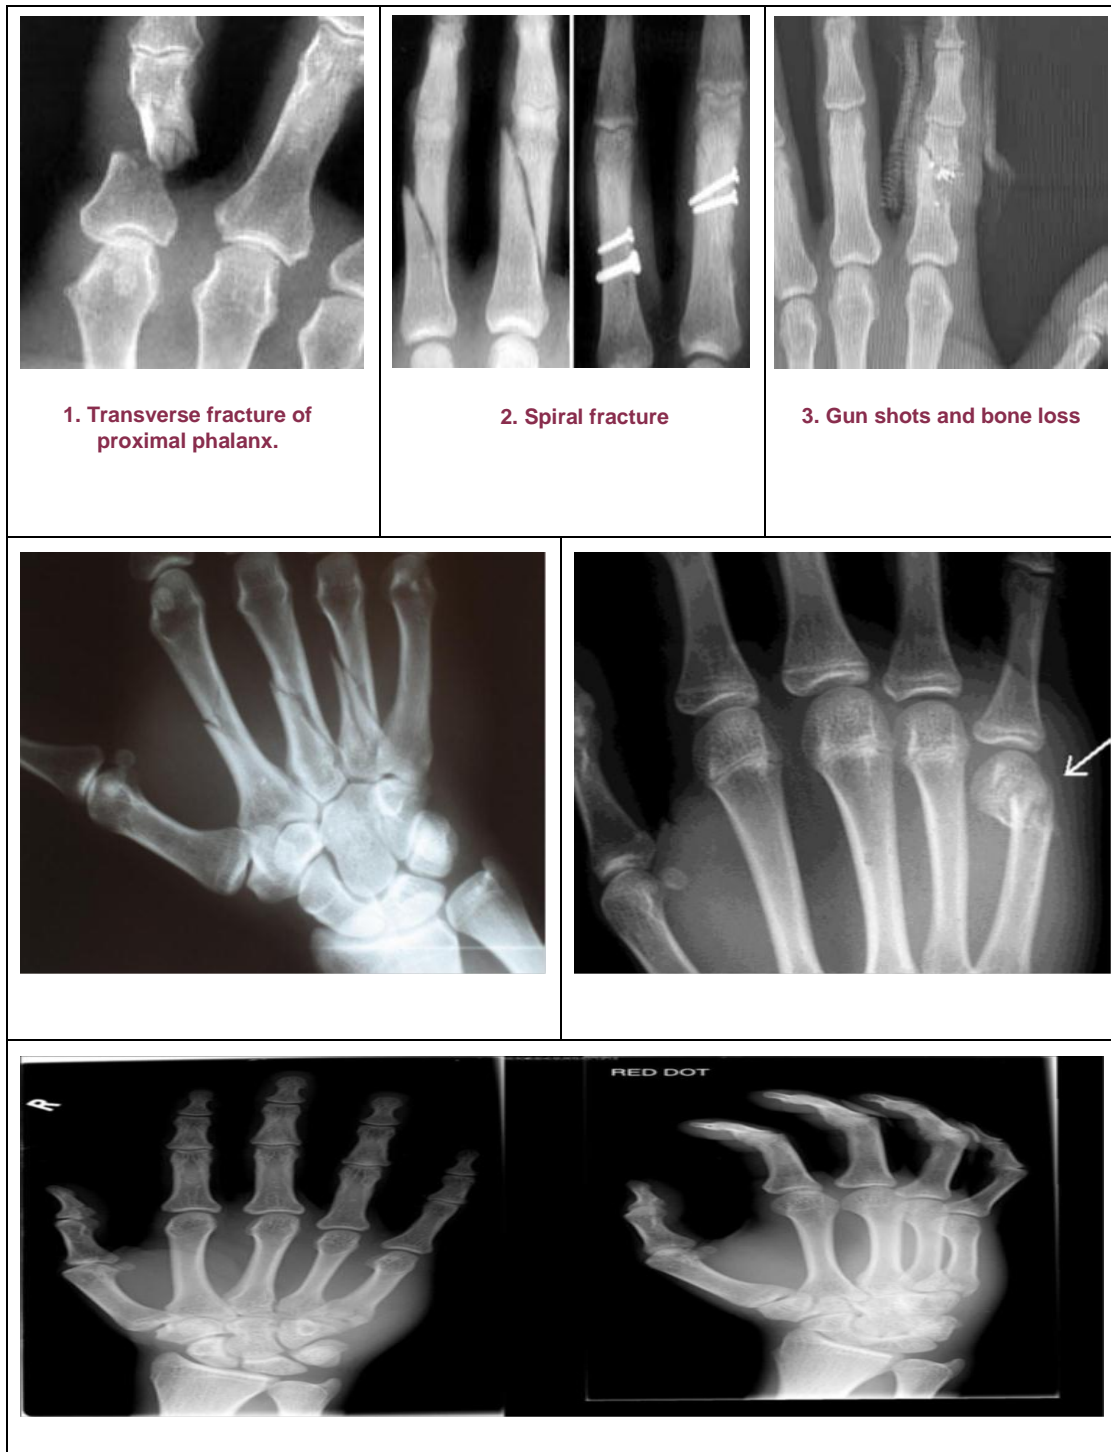 1. Transverse fracture of
proximal phalanx.
2. Spiral fracture
3. Gun shots and bone loss
R
RED DOT